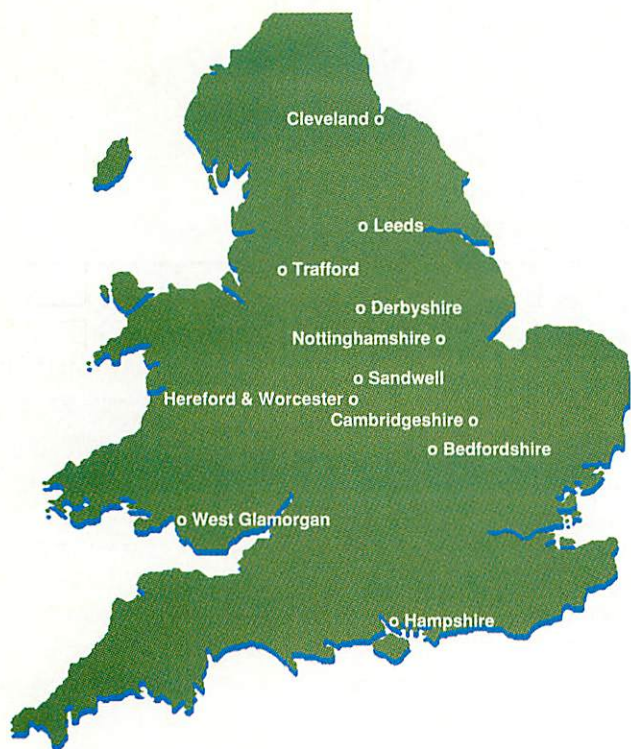 Cleveland o
o Leeds
o Trafford
o Derbyshire
Nottinghamshire o
o Sandwell
Hereford & Worcester o
Cambridgeshire o
o Bedfordshire
o West Glamorgan
o Hampshire